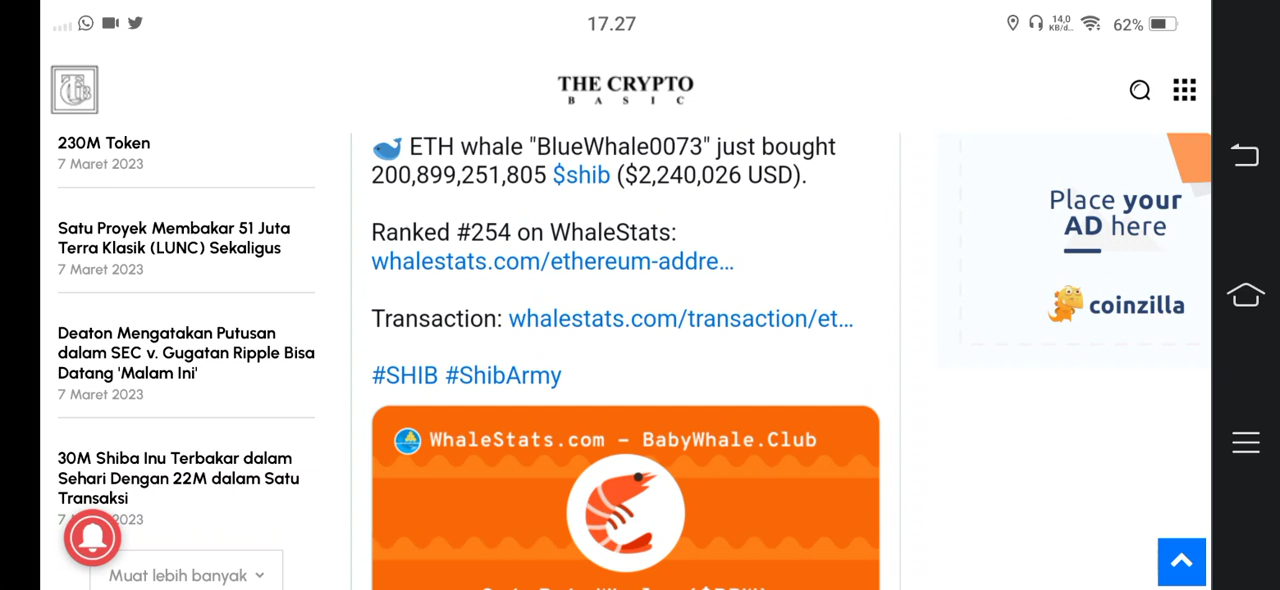 17.27
14,0
KB/d...
62%
THE CRYPTO
BASIC
230M Token
7 Maret 2023
Satu Proyek Membakar 51 Juta
Terra Klasik (LUNC) Sekaligus
7 Maret 2023
Deaton Mengatakan Putusan
dalam SEC v. Gugatan Ripple Bisa
Datang 'Malam Ini'
7 Maret 2023
30M Shiba Inu Terbakar dalam
Sehari Dengan 22M dalam Satu
Transaksi
7 2023
Muat lebih banyak
ETH whale "BlueWhale0073" just bought
200,899,251,805 $shib ($2,240,026 USD).
Ranked #254 on WhaleStats:
whalestats.com/ethereum-addre...
Transaction: whalestats.com/transaction/et...
#SHIB #ShibArmy
WhaleStats.com – BabyWhale.Club
Place your
AD here
coinzilla